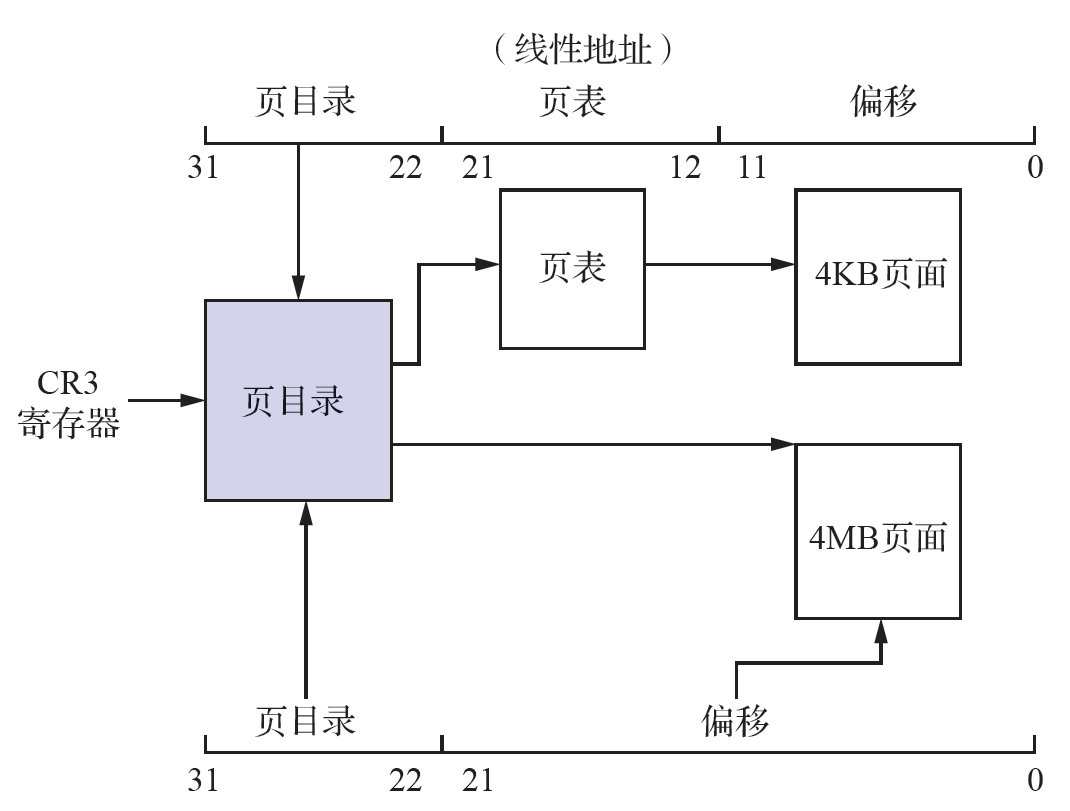 （线性地址）
页目录 页表 偏移
31 22 21 12 11 0
页表
4KB页面
CR3
寄存器
页目录
4MB页面
页目录 偏移
31 22 21 0